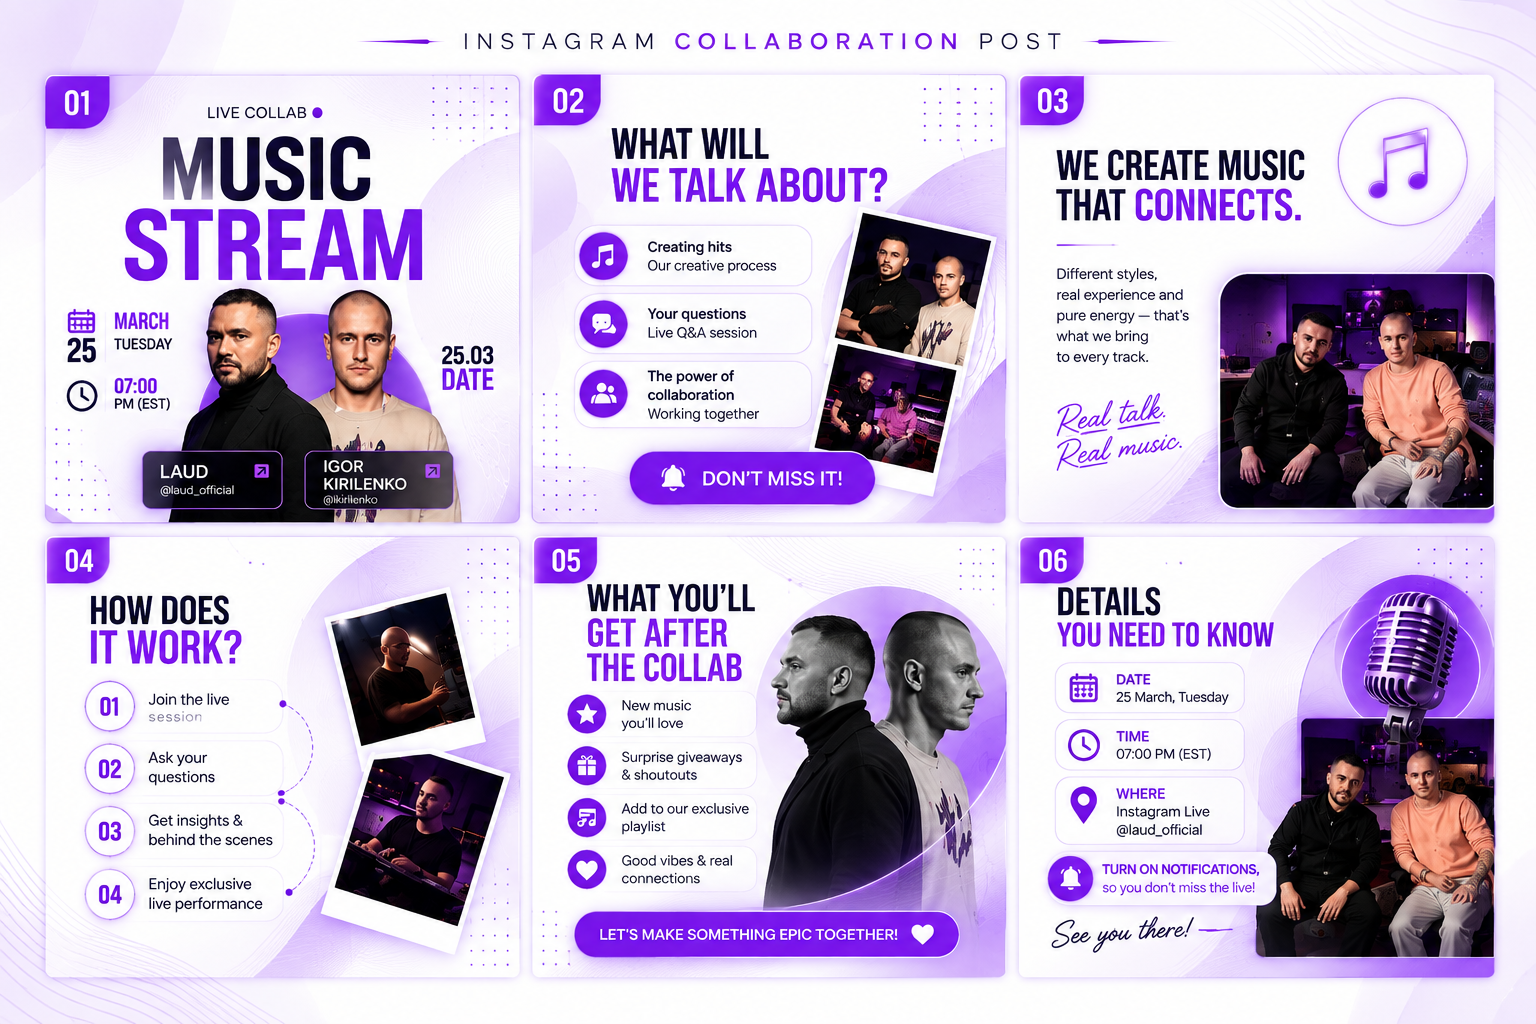 INSTAGRAM COLLABORATION POST
01
LIVE COLLAB
MUSIC
STREAM
25
MARCH
TUESDAY
07:00
PM (EST)
25.03
DATE
LAUD
@laud_official
IGOR
KIRILENKO
@ikirilenko
02
WHAT WILL
WE TALK ABOUT?
Creating hits
Our creative process
Your questions
Live Q&A session
The power of
collaboration
Working together
DON'T MISS IT!
03
WE CREATE MUSIC
THAT CONNECTS.
Different styles,
real experience and
pure energy — that's
what we bring
to every track.
Real talk.
Real music.
04
HOW DOES
IT WORK?
01
Join the live
session
02
Ask your
questions
03
Get insights &
behind the scenes
04
Enjoy exclusive
live performance
05
WHAT YOU'LL
GET AFTER
THE COLLAB
New music
you'll love
Surprise giveaways
& shoutouts
Add to our exclusive
playlist
Good vibes & real
connections
LET'S MAKE SOMETHING EPIC TOGETHER!
06
DETAILS
YOU NEED TO KNOW
DATE
25 March, Tuesday
TIME
07:00 PM (EST)
WHERE
Instagram Live
@laud_official
TURN ON NOTIFICATIONS,
so you don't miss the live!
See you there!